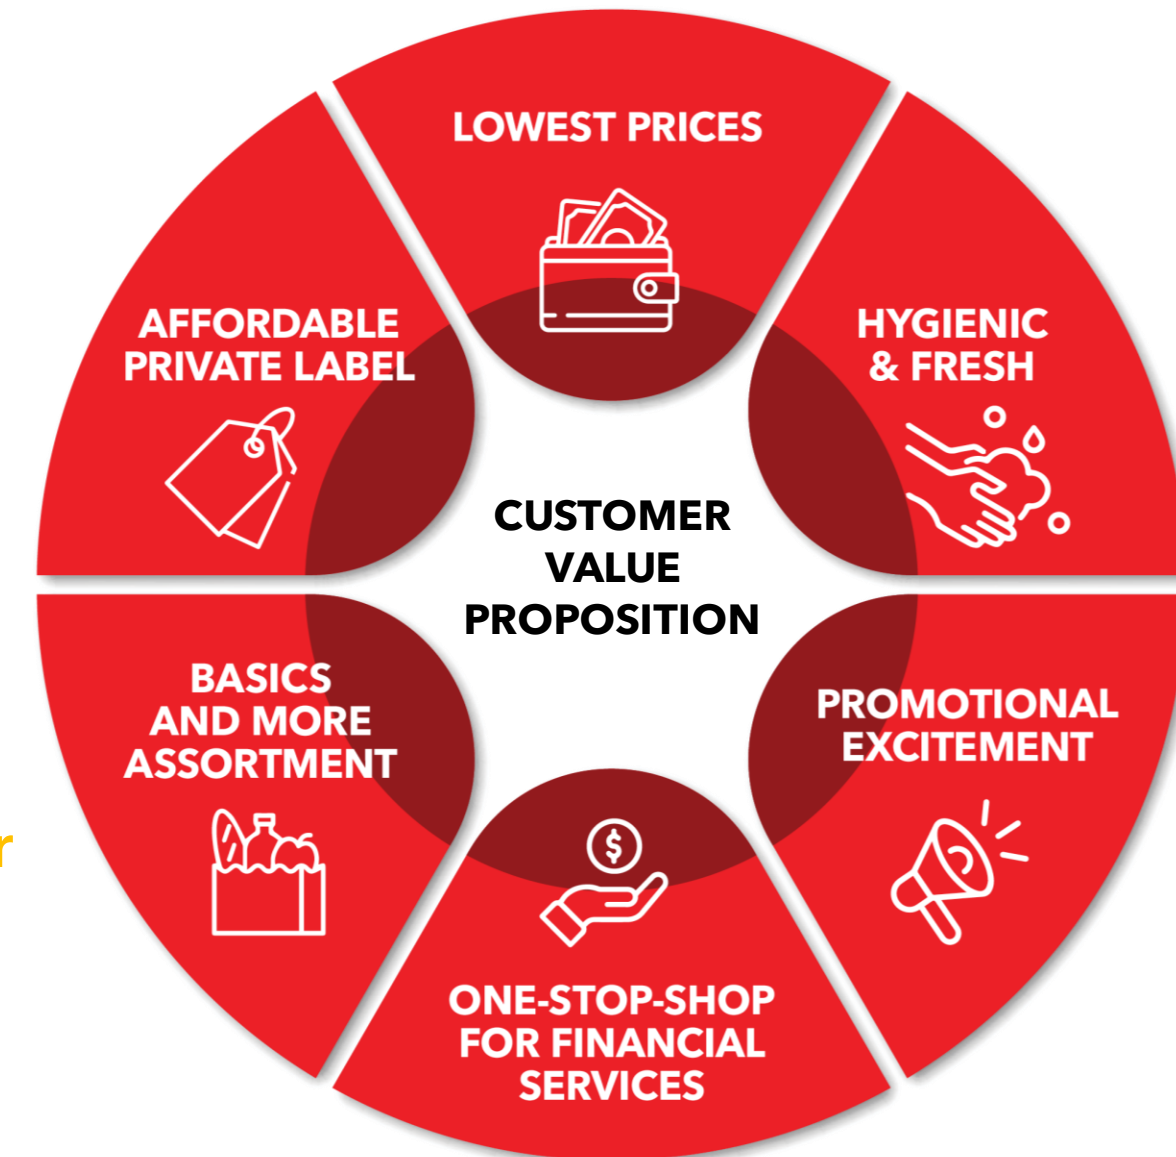 LOWEST PRICES
HYGIENIC
& FRESH
PROMOTIONAL
EXCITEMENT
ONE-STOP-SHOP
FOR FINANCIAL
SERVICES
BASICS
AND MORE
ASSORTMENT
AFFORDABLE
PRIVATE LABEL
CUSTOMER
VALUE
PROPOSITION
r
$